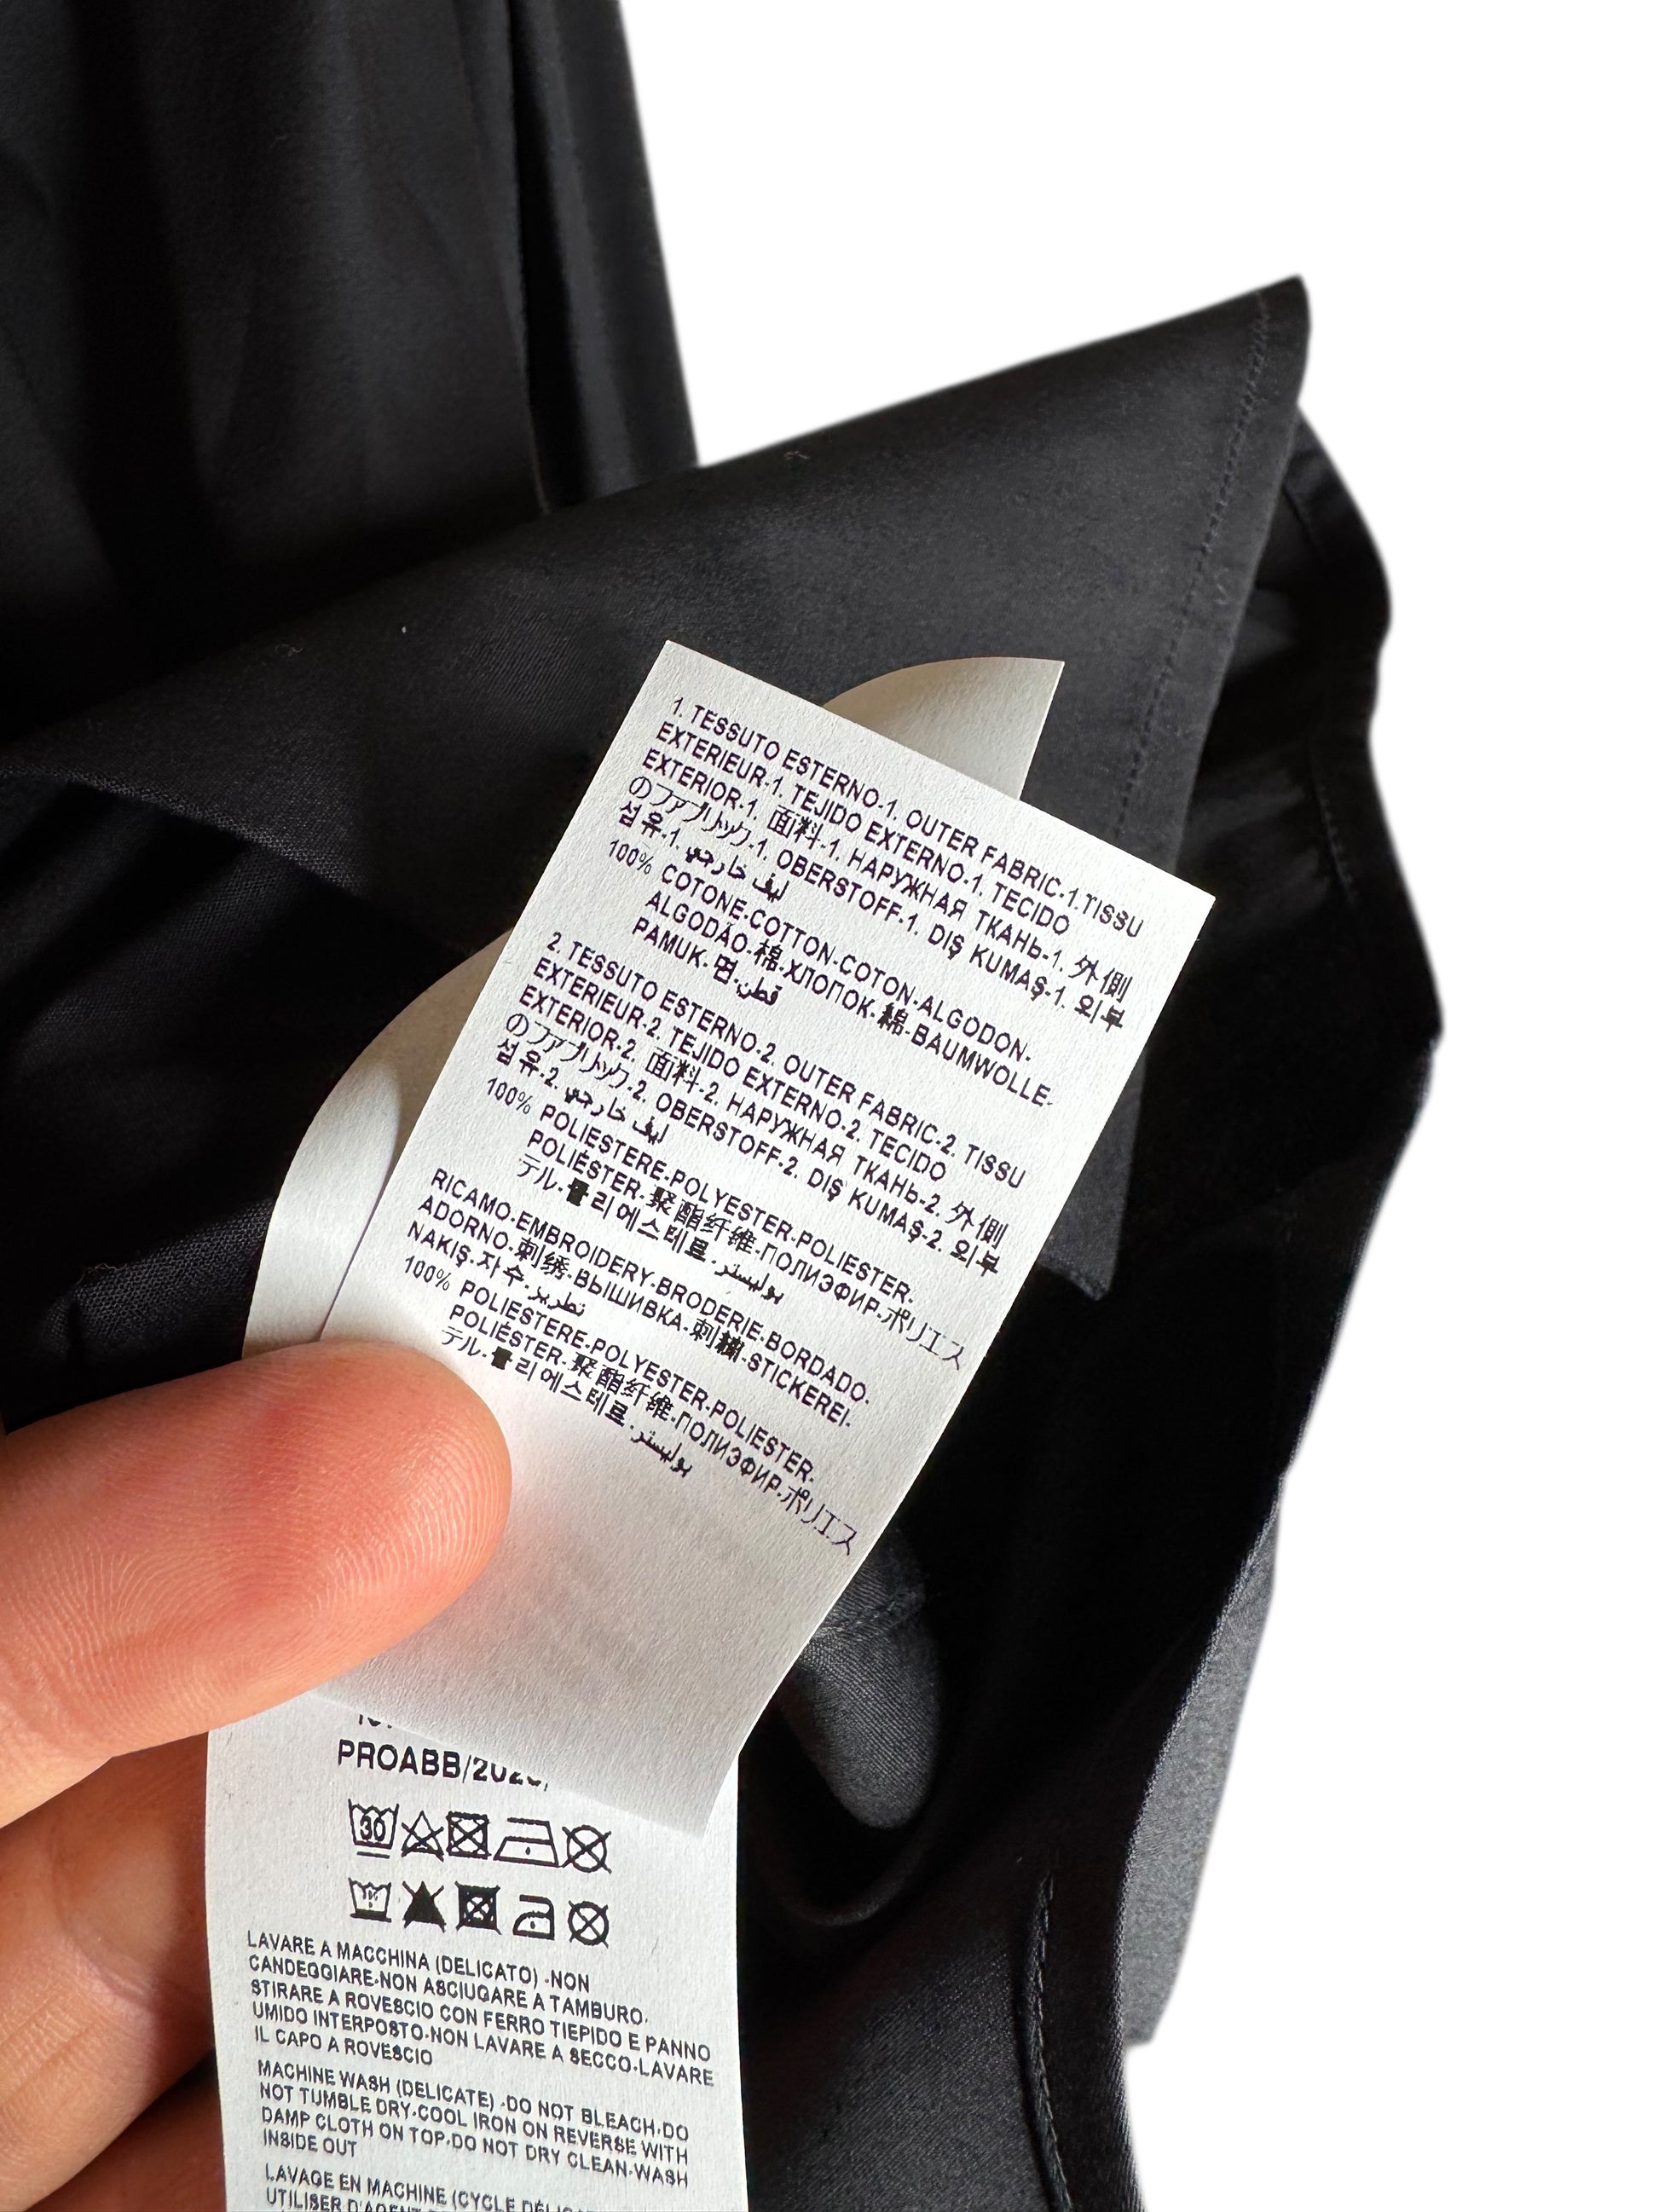 1. TESSUTO ESTERNO-1. OUTER FABRIC-1.TISSU
EXTERIEUR-1. TEJIDO EXTERNO-1. TECIDO
EXTERIOR-1. 面料-1. НАРУЖНАЯ ТКАНЬ-1. 外側
のファブリック-1. OBERSTOFF-1. DIŞ KUMAŞ-1. 외부
섬유-1. ليف خارجي
100% COTONE-COTTON-COTON-ALGODON-
ALGODÃO-棉-ХЛОПОК-綿-BAUMWOLLE-
PAMUK-면-قطن
2. TESSUTO ESTERNO-2. OUTER FABRIC-2. TISSU
EXTERIEUR-2. TEJIDO EXTERNO-2. TECIDO
EXTERIOR-2. 面料-2. НАРУЖНАЯ ТКАНЬ-2. 外側
のファブリック-2. OBERSTOFF-2. DIŞ KUMAŞ-2. 외부
섬유-2. ليف خارجي
100% POLIESTERE-POLYESTER-POLIESTER-
POLIÉSTER-聚酯纤维-ПОЛИЭФИР-ポリエス
テル-폴리에스테르-بوليستر
RICAMO-EMBROIDERY-BRODERIE-BORDADO-
ADORNO-刺绣-ВЫШИВКА-刺繍-STICKEREI-
NAKIŞ-자수-تطريز
100% POLIESTERE-POLYESTER-POLIESTER-
POLIÉSTER-聚酯纤维-ПОЛИЭФИР-ポリエス
テル-폴리에스테르-بوليستر
PROABB/202
30
LAVARE A MACCHINA (DELICATO) -NON
CANDEGGIARE-NON ASCIUGARE A TAMBURO,
STIRARE A ROVESCIO CON FERRO TIEPIDO E PANNO
UMIDO INTERPOSTO-NON LAVARE A SECCO-LAVARE
IL CAPO A ROVESCIO
MACHINE WASH (DELICATE) -DO NOT BLEACH-DO
NOT TUMBLE DRY-COOL IRON ON REVERSE WITH
DAMP CLOTH ON TOP-DO NOT DRY CLEAN-WASH
INSIDE OUT
LAVAGE EN MACHINE (CYCLE
UTILISER